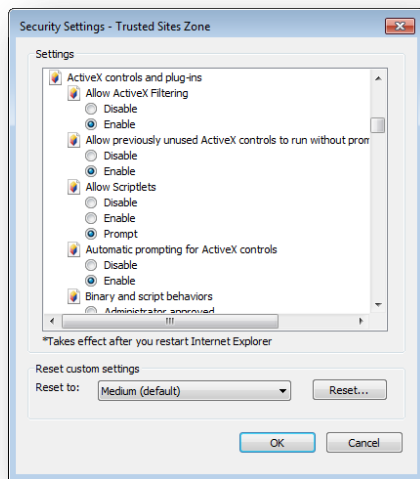 Security Settings - Trusted Sites Zone
Settings
ActiveX controls and plug-ins
Allow ActiveX Filtering
Disable
Enable
Allow previously unused ActiveX controls to run without prom
Disable
Enable
Allow Scriptlets
Disable
Enable
Prompt
Automatic prompting for ActiveX controls
Disable
Enable
Binary and script behaviors
Administrator approved
*Takes effect after you restart Internet Explorer
Reset custom settings
Reset to: Medium (default) Reset...
OK Cancel